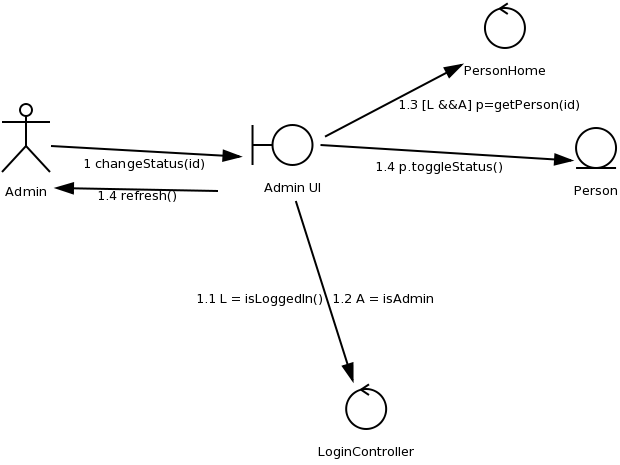 PersonHome
1.3 [L &&A] p=getPerson(id)
1 changeStatus(id)
1.4 p.toggleStatus()
Admin
Admin UI
Person
1.4 refresh()
1.1 L = isLoggedIn()
1.2 A = isAdmin
LoginController